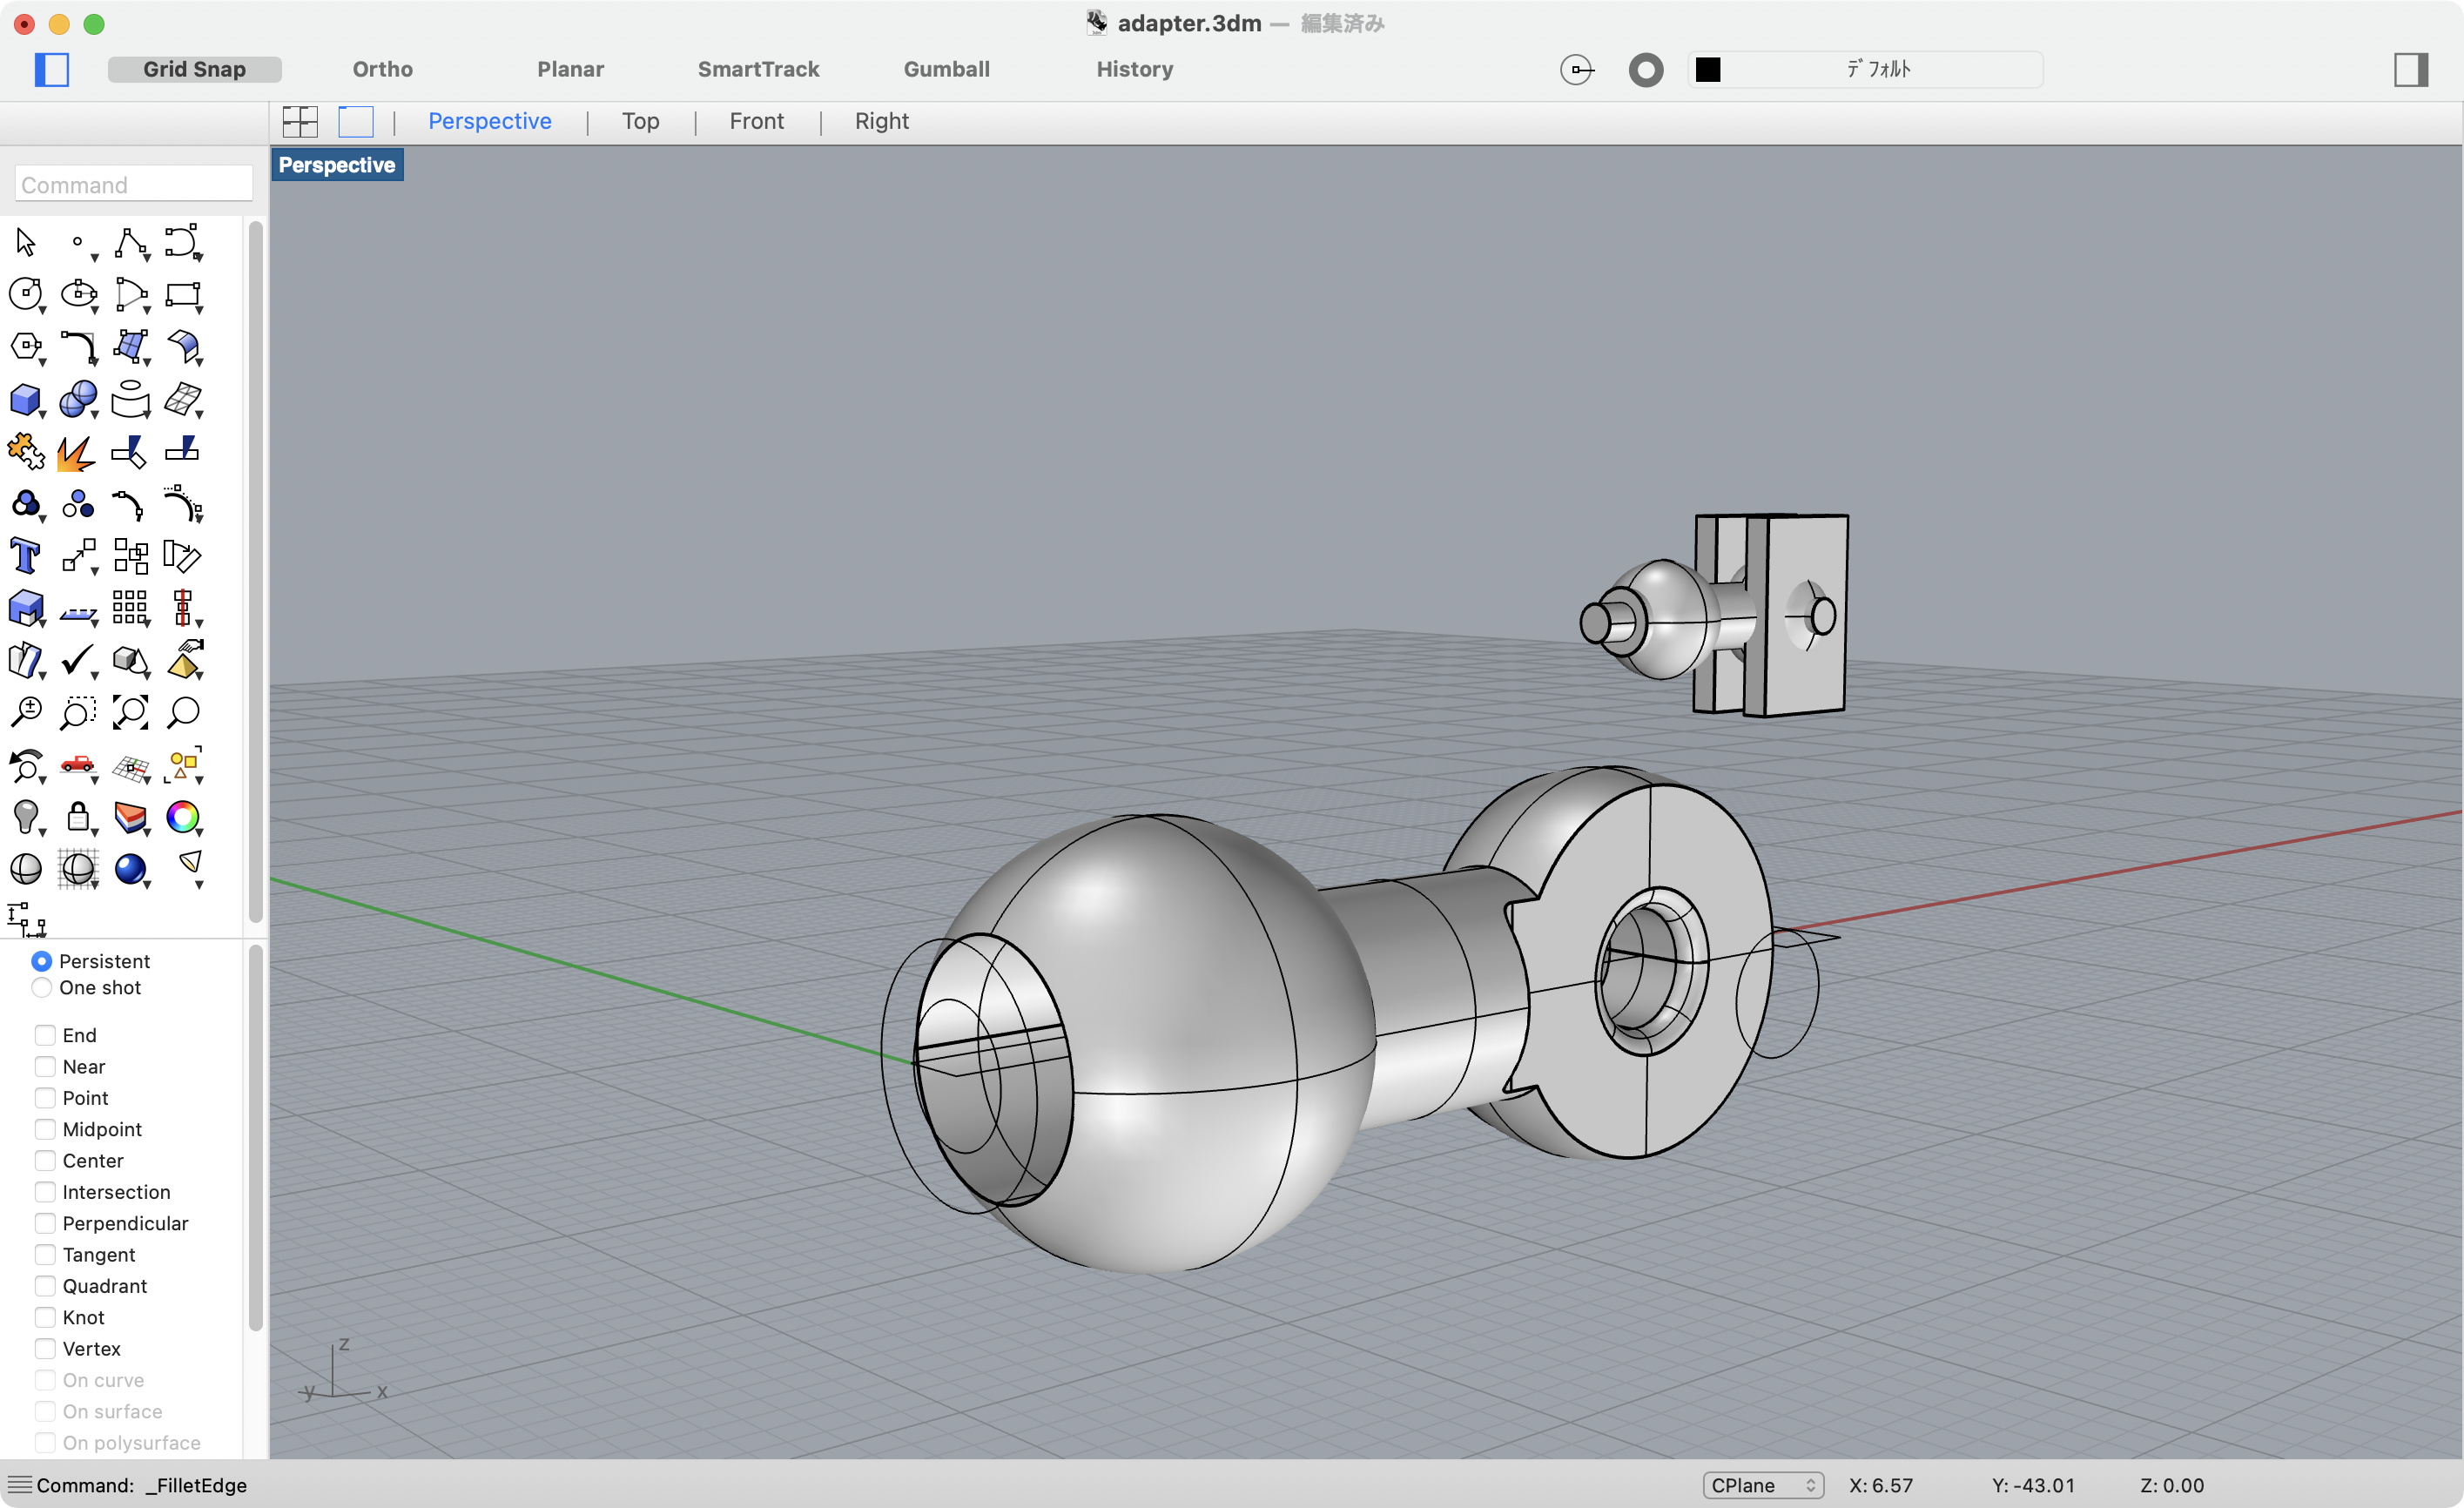 adapter.3dm — 編集済み
Grid Snap Ortho Planar SmartTrack Gumball History ﾃﾞﾌｫﾙﾄ
Perspective | Top | Front | Right
Perspective
Command
Persistent
One shot
End
Near
Point
Midpoint
Center
Intersection
Perpendicular
Tangent
Quadrant
Knot
Vertex
On curve
On surface
On polysurface
z
y x
Command: _FilletEdge CPlane X: 6.57 Y: -43.01 Z: 0.00